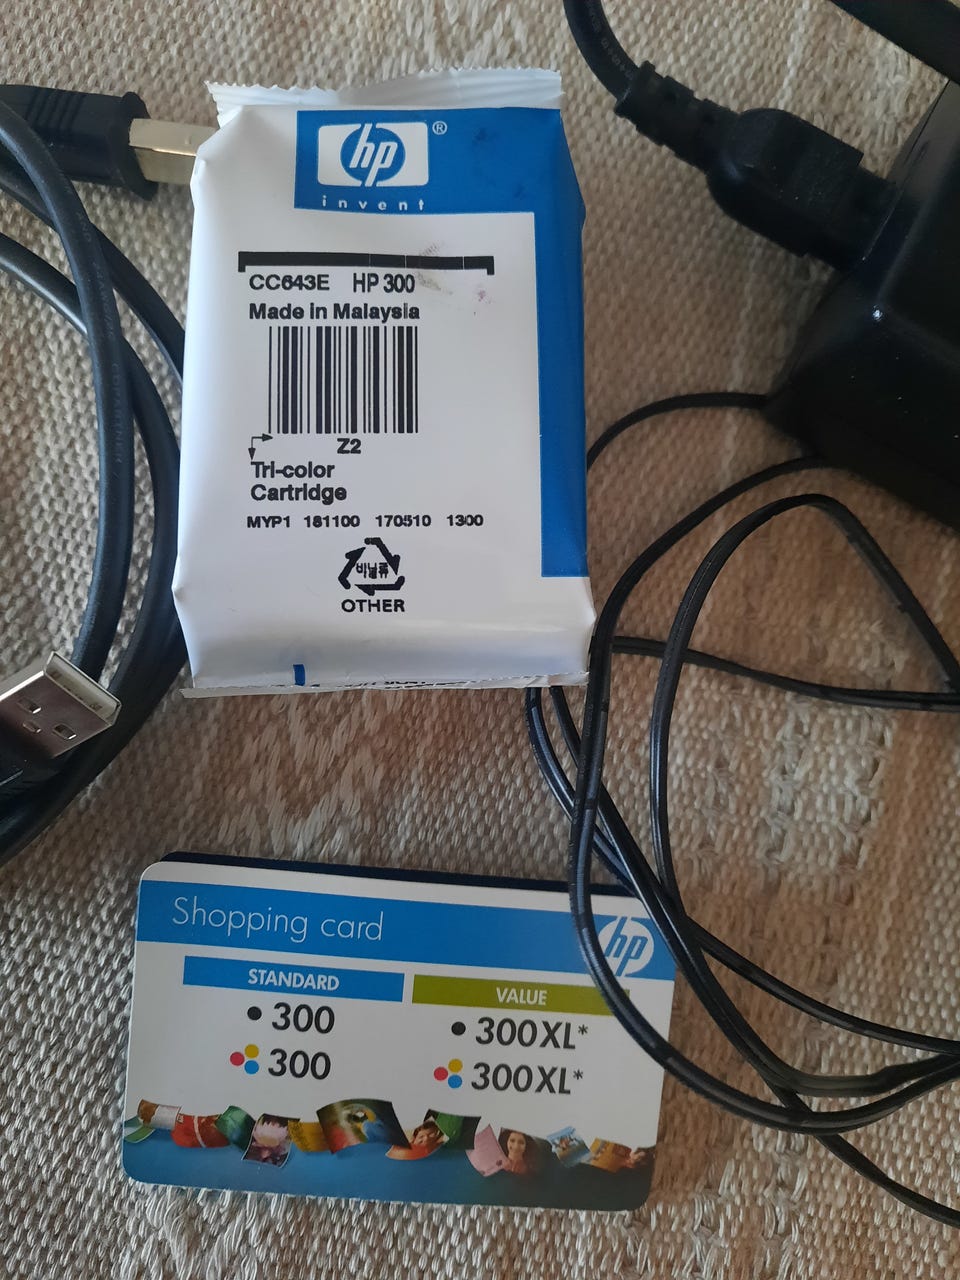 hp®
invent
CC643E HP 300
Made in Malaysia
Z2
Tri-color
Cartridge
MYP1 181100 170510 1300
비닐류
OTHER
Shopping card
hp
STANDARD
VALUE
300
300XL*
300
300XL*